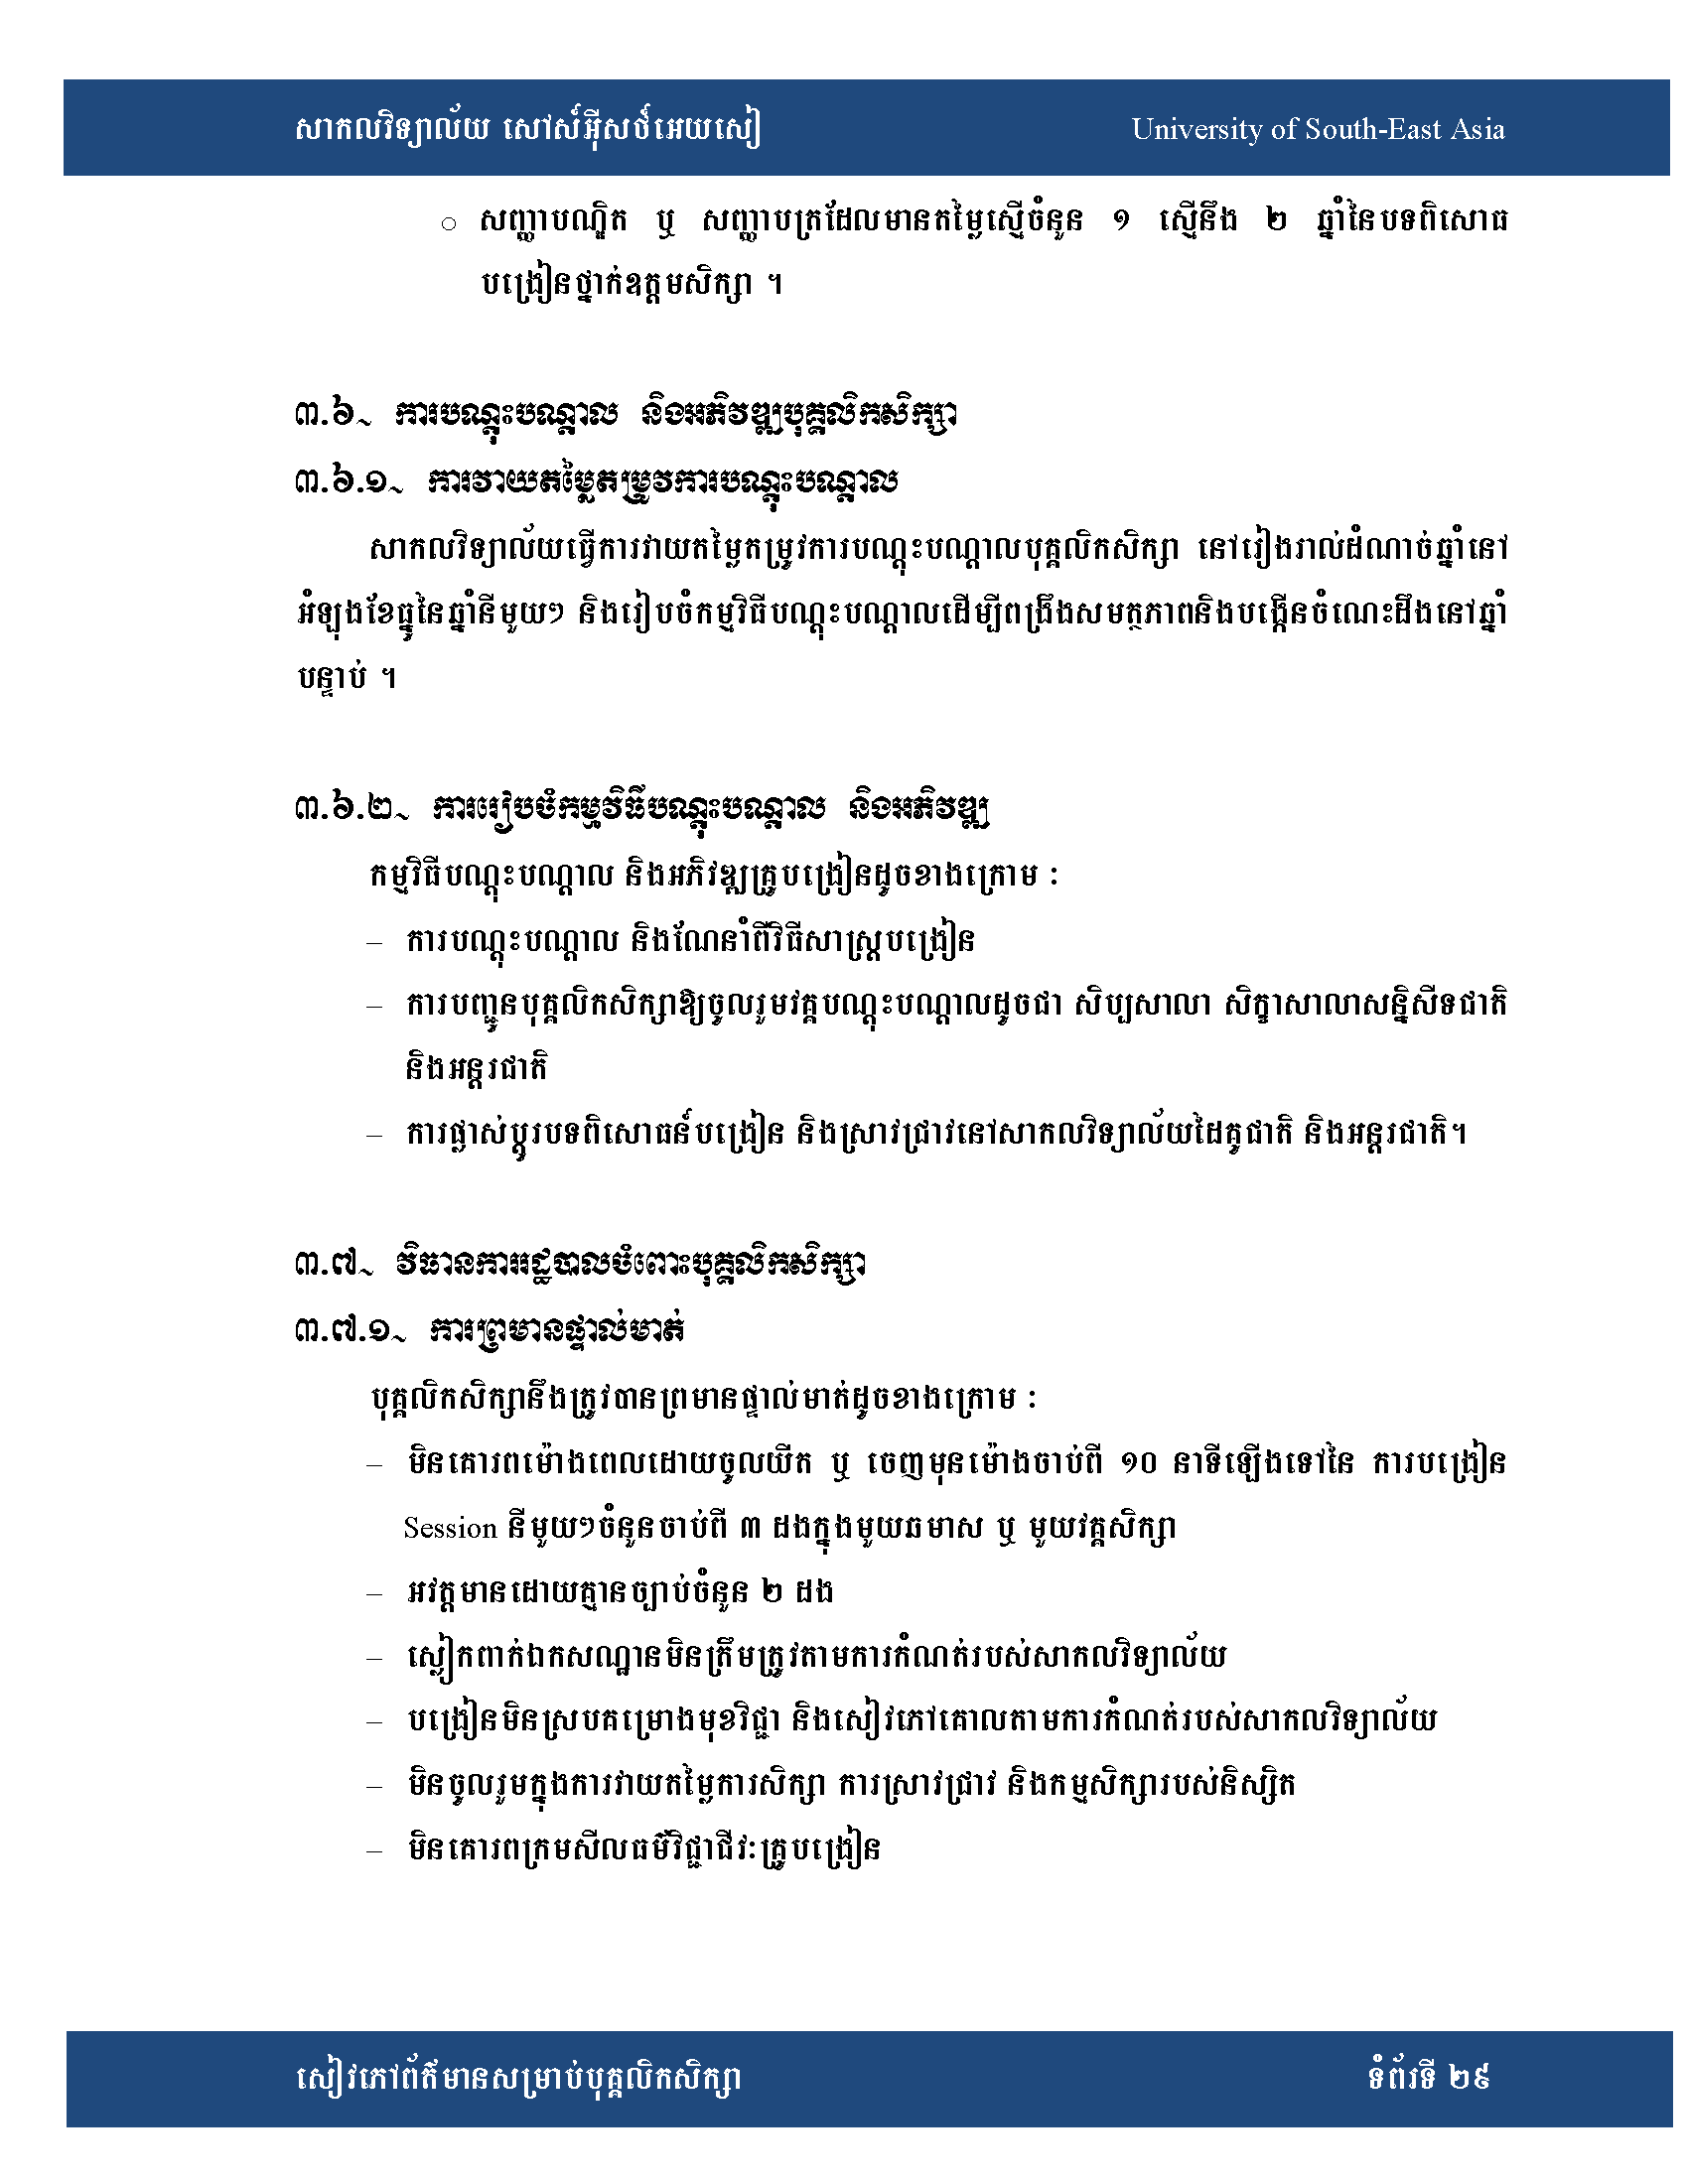 សាកលវិទ្យាល័យ សៅស៍អ៊ីសថ៍អេយសៀ University of South-East Asia
○ សញ្ញាបណ្ឌិត ឬ សញ្ញាបត្រដែលមានតម្លៃស្មើចំនួន ១ ស្មើនឹង ២ ឆ្នាំនៃបទពិសោធ
បង្រៀនថ្នាក់ឧត្តមសិក្សា ។
៣.៦~ ការបណ្តុះបណ្តាល និងអភិវឌ្ឍបុគ្គលិកសិក្សា
៣.៦.១~ ការវាយតម្លៃតម្រូវការបណ្តុះបណ្តាល
សាកលវិទ្យាល័យធ្វើការវាយតម្លៃតម្រូវការបណ្តុះបណ្តាលបុគ្គលិកសិក្សា នៅរៀងរាល់ដំណាច់ឆ្នាំនៅ
អំឡុងខែធ្នូនៃឆ្នាំនីមួយៗ និងរៀបចំកម្មវិធីបណ្តុះបណ្តាលដើម្បីពង្រឹងសមត្ថភាពនិងបង្កើនចំណេះដឹងនៅឆ្នាំ
បន្ទាប់ ។
៣.៦.២~ ការរៀបចំកម្មវិធីបណ្តុះបណ្តាល និងអភិវឌ្ឍ
កម្មវិធីបណ្តុះបណ្តាល និងអភិវឌ្ឍគ្រូបង្រៀនដូចខាងក្រោម ៈ
– ការបណ្តុះបណ្តាល និងណែនាំពីវិធីសាស្ត្របង្រៀន
– ការបញ្ជូនបុគ្គលិកសិក្សាឱ្យចូលរួមវគ្គបណ្តុះបណ្តាលដូចជា សិប្បសាលា សិក្ខាសាលាសន្និសីទជាតិ
និងអន្តរជាតិ
– ការផ្លាស់ប្តូរបទពិសោធន៍បង្រៀន និងស្រាវជ្រាវនៅសាកលវិទ្យាល័យដៃគូជាតិ និងអន្តរជាតិ។
៣.៧~ វិធានការរដ្ឋបាលចំពោះបុគ្គលិកសិក្សា
៣.៧.១~ ការព្រមានផ្ទាល់មាត់
បុគ្គលិកសិក្សានឹងត្រូវបានព្រមានផ្ទាល់មាត់ដូចខាងក្រោម ៈ
– មិនគោរពម៉ោងពេលដោយចូលយឺត ឬ ចេញមុនម៉ោងចាប់ពី ១០ នាទីឡើងទៅនៃ ការបង្រៀន
Session នីមួយៗចំនួនចាប់ពី ៣ ដងក្នុងមួយឆមាស ឬ មួយវគ្គសិក្សា
– អវត្តមានដោយគ្មានច្បាប់ចំនួន ២ ដង
– ស្លៀកពាក់ឯកសណ្ឋានមិនត្រឹមត្រូវតាមការកំណត់របស់សាកលវិទ្យាល័យ
– បង្រៀនមិនស្របគម្រោងមុខវិជ្ជា និងសៀវភៅគោលតាមការកំណត់របស់សាកលវិទ្យាល័យ
– មិនចូលរួមក្នុងការវាយតម្លៃការសិក្សា ការស្រាវជ្រាវ និងកម្មសិក្សារបស់និស្សិត
– មិនគោរពក្រមសីលធម៌វិជ្ជាជីវៈគ្រូបង្រៀន
សៀវភៅព័ត៌មានសម្រាប់បុគ្គលិកសិក្សា ទំព័រទី ២៩